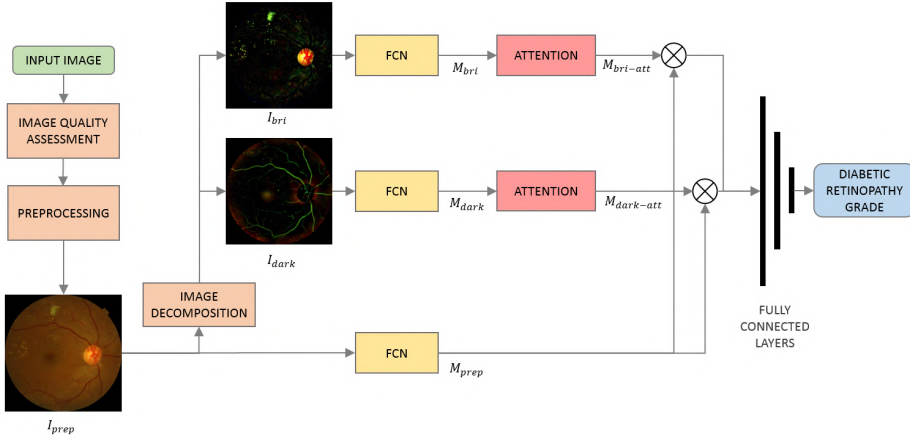 INPUT IMAGE
IMAGE QUALITY
ASSESSMENT
PREPROCESSING
I_prep
IMAGE
DECOMPOSITION
I_bri
FCN
M_bri
ATTENTION
M_bri−att
I_dark
FCN
M_dark
ATTENTION
M_dark−att
FCN
M_prep
FULLY
CONNECTED
LAYERS
DIABETIC
RETINOPATHY
GRADE